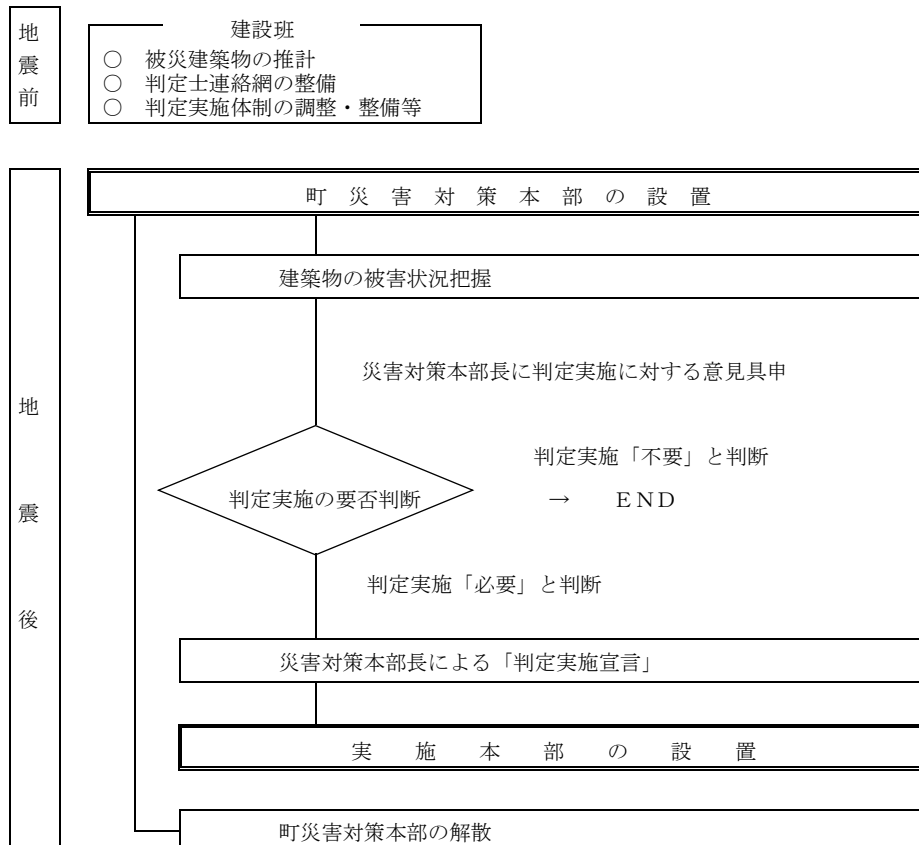 地震前
建設班
○ 被災建築物の推計
○ 判定士連絡網の整備
○ 判定実施体制の調整・整備等
地震後
町災害対策本部の設置
建築物の被害状況把握
災害対策本部長に判定実施に対する意見具申
判定実施「不要」と判断
判定実施の要否判断
→ END
判定実施「必要」と判断
災害対策本部長による「判定実施宣言」
実施本部の設置
町災害対策本部の解散